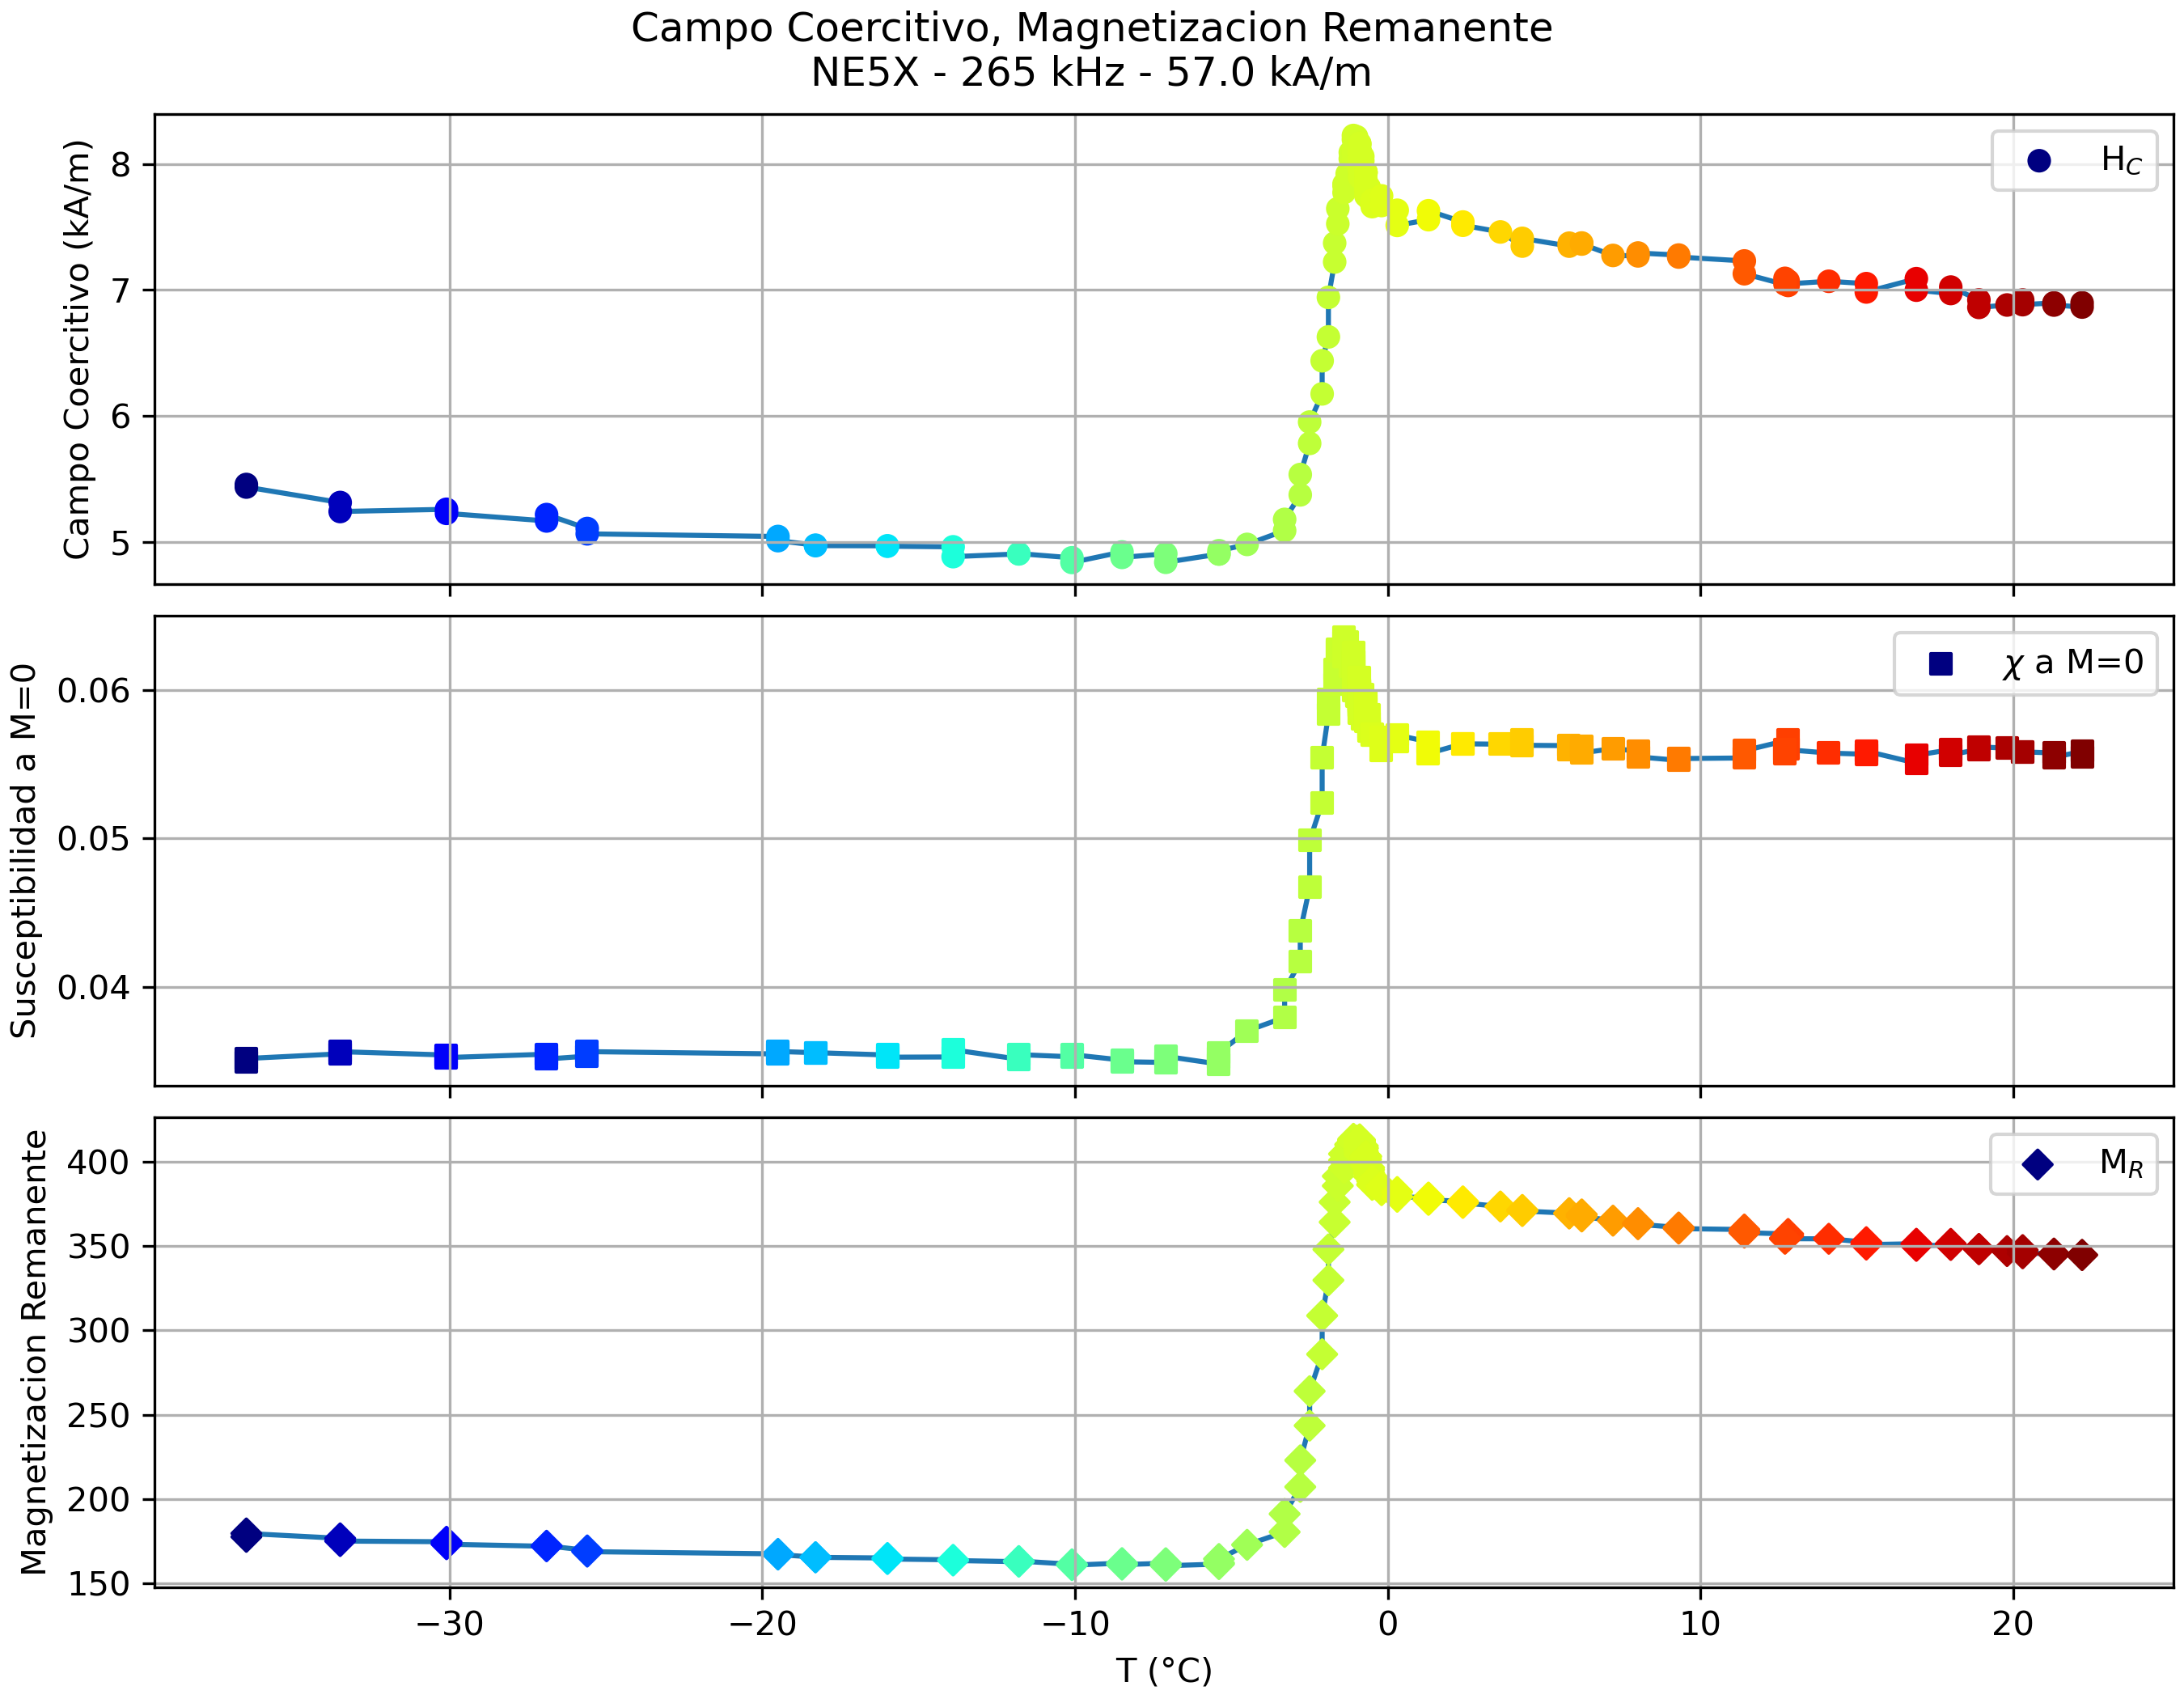 Campo Coercitivo, Magnetizacion Remanente
NE5X - 265 kHz - 57.0 kA/m
Campo Coercitivo (kA/m)
8
7
6
5
H_C
Susceptibilidad a M=0
0.06
0.05
0.04
χ a M=0
Magnetizacion Remanente
400
350
300
250
200
150
M_R
−30 −20 −10 0 10 20
T (°C)